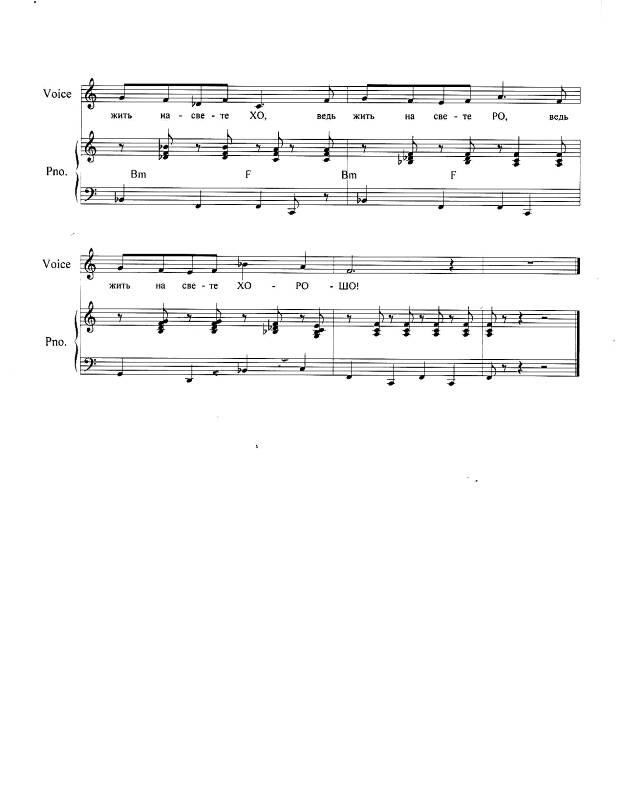 Voice
жить на - све - те ХО, ведь жить на све - те РО, ведь
Pno.
Bm F Bm F
Voice
жить на све - те ХО - РО - ШО!
Pno.